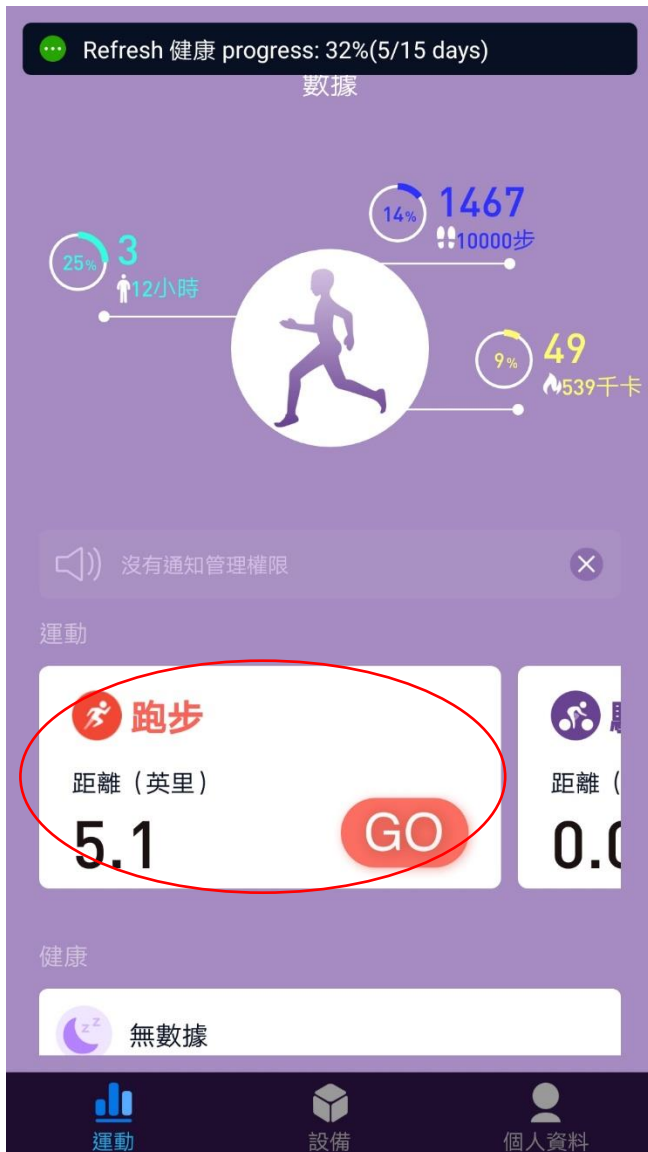 Refresh 健康 progress: 32%(5/15 days)
數據
14%
1467
10000步
25%
3
12小時
9%
49
539千卡
沒有通知管理權限
運動
跑步
距離（英里）
5.1
GO
距離（
0.0
健康
zz
無數據
運動
設備
個人資料